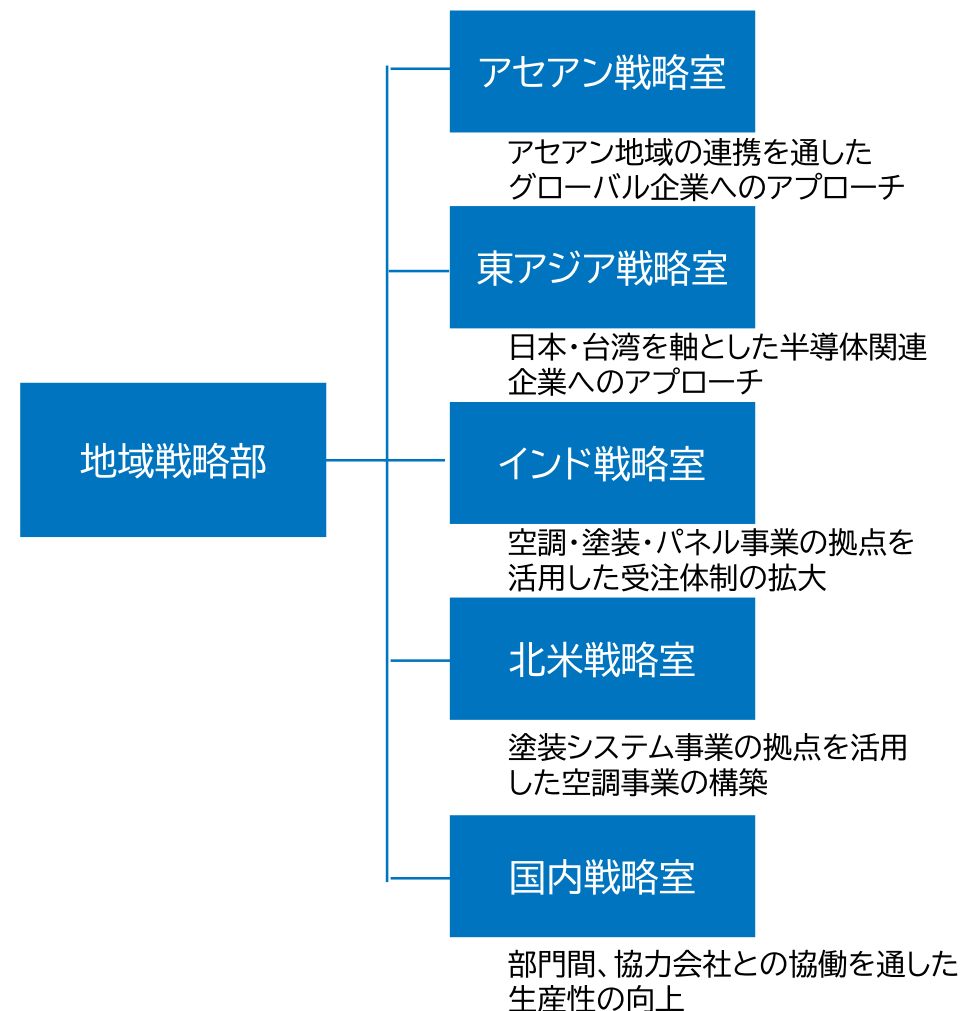 アセアン戦略室
アセアン地域の連携を通した
グローバル企業へのアプローチ
東アジア戦略室
日本・台湾を軸とした半導体関連
企業へのアプローチ
地域戦略部
インド戦略室
空調・塗装・パネル事業の拠点を
活用した受注体制の拡大
北米戦略室
塗装システム事業の拠点を活用
した空調事業の構築
国内戦略室
部門間、協力会社との協働を通した
生産性の向上